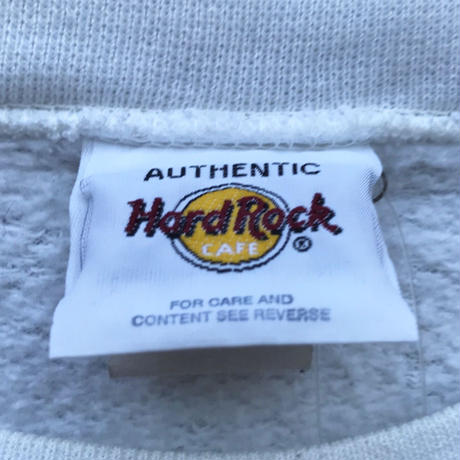 AUTHENTIC
Hard Rock
CAFE ®
FOR CARE AND
CONTENT SEE REVERSE